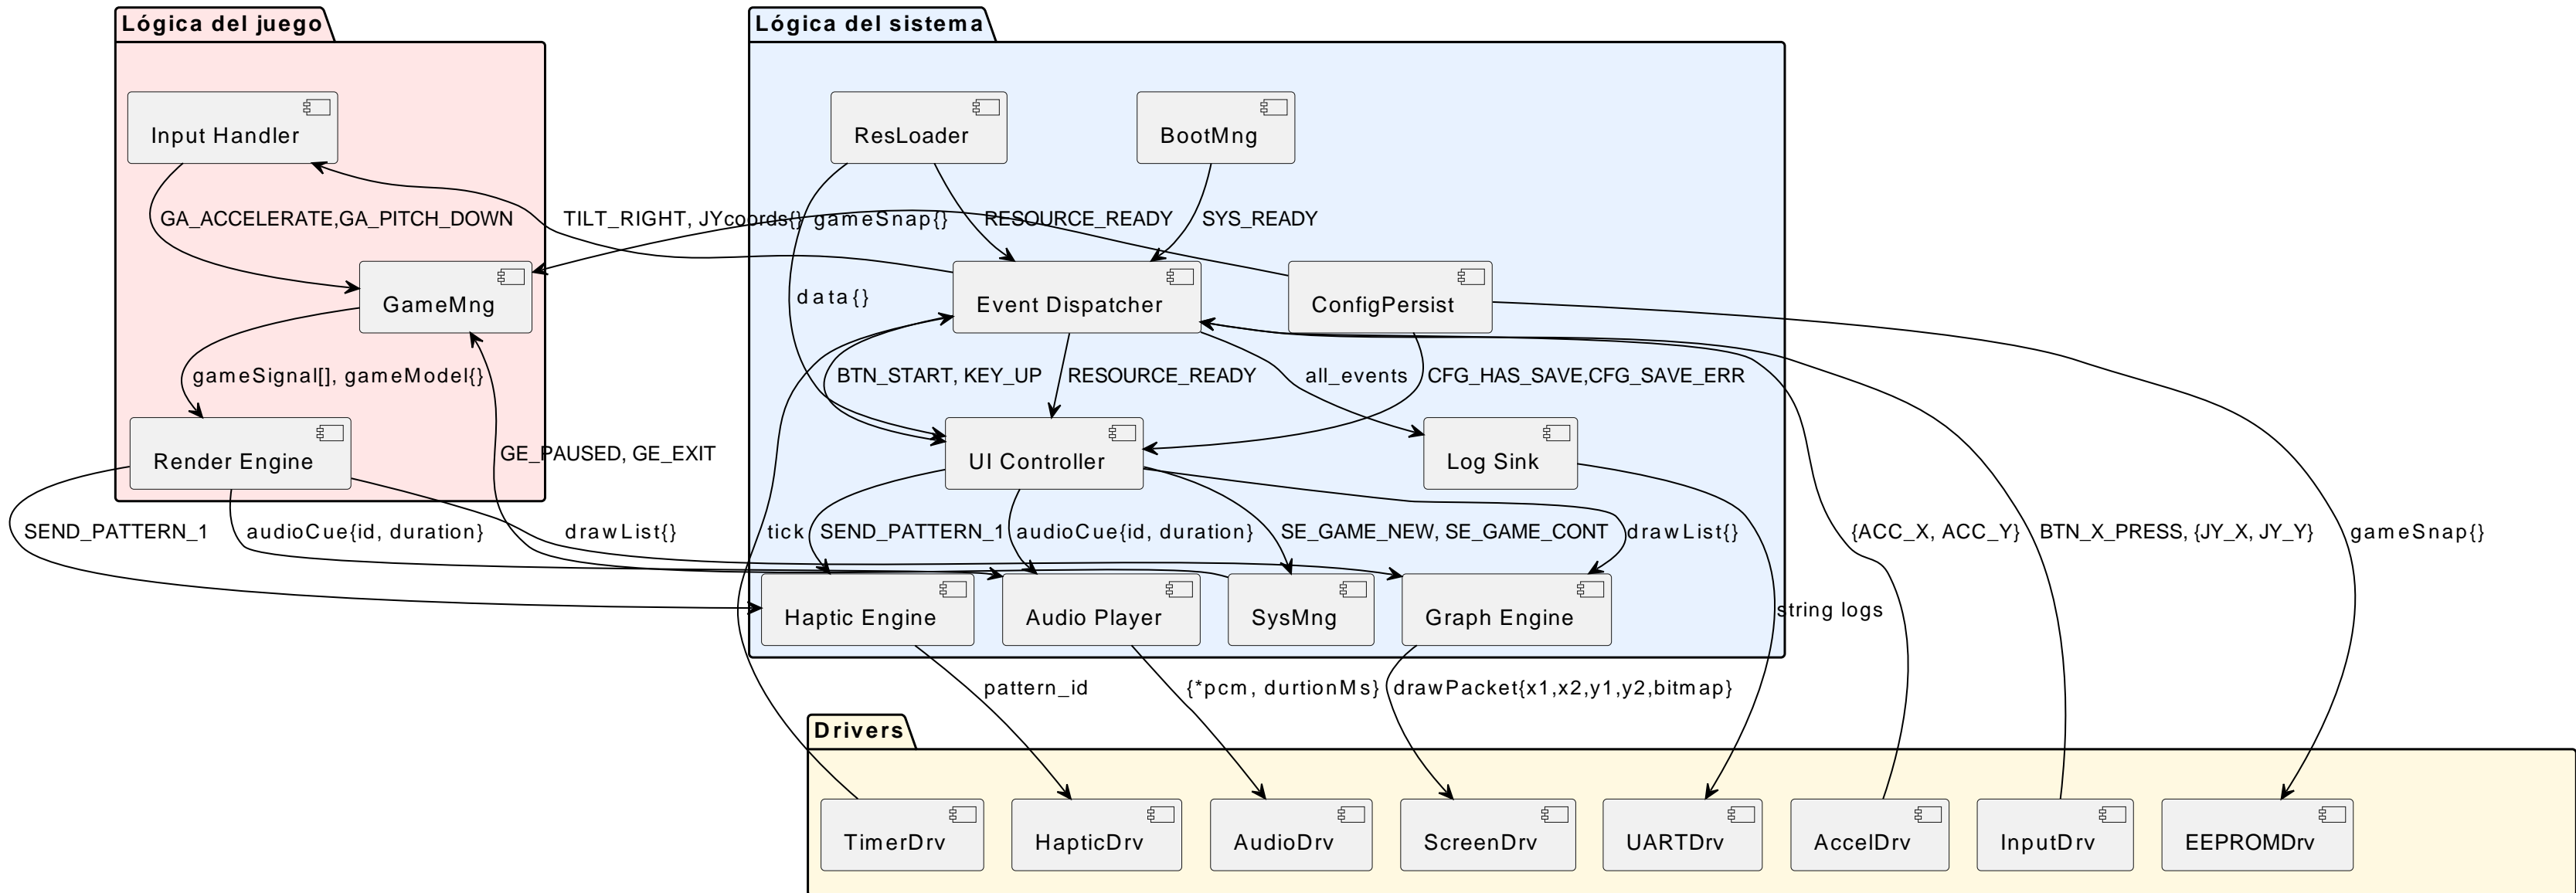 Lógica del juego
Lógica del sistema
Input Handler
ResLoader
BootMng
GA_ACCELERATE,GA_PITCH_DOWN
TILT_RIGHT, JYcoords{}
gameSnap{}
RESOURCE_READY
SYS_READY
GameMng
data{}
Event Dispatcher
ConfigPersist
gameSignal[], gameModel{}
BTN_START, KEY_UP
RESOURCE_READY
all_events
CFG_HAS_SAVE,CFG_SAVE_ERR
Render Engine
GE_PAUSED, GE_EXIT
UI Controller
Log Sink
SEND_PATTERN_1
audioCue{id, duration}
drawList{}
tick
SEND_PATTERN_1
audioCue{id, duration}
SE_GAME_NEW, SE_GAME_CONT
drawList{}
{ACC_X, ACC_Y}
BTN_X_PRESS, {JY_X, JY_Y}
gameSnap{}
Haptic Engine
Audio Player
SysMng
Graph Engine
string logs
pattern_id
{*pcm, durtionMs}
drawPacket{x1,x2,y1,y2,bitmap}
Drivers
TimerDrv
HapticDrv
AudioDrv
ScreenDrv
UARTDrv
AccelDrv
InputDrv
EEPROMDrv